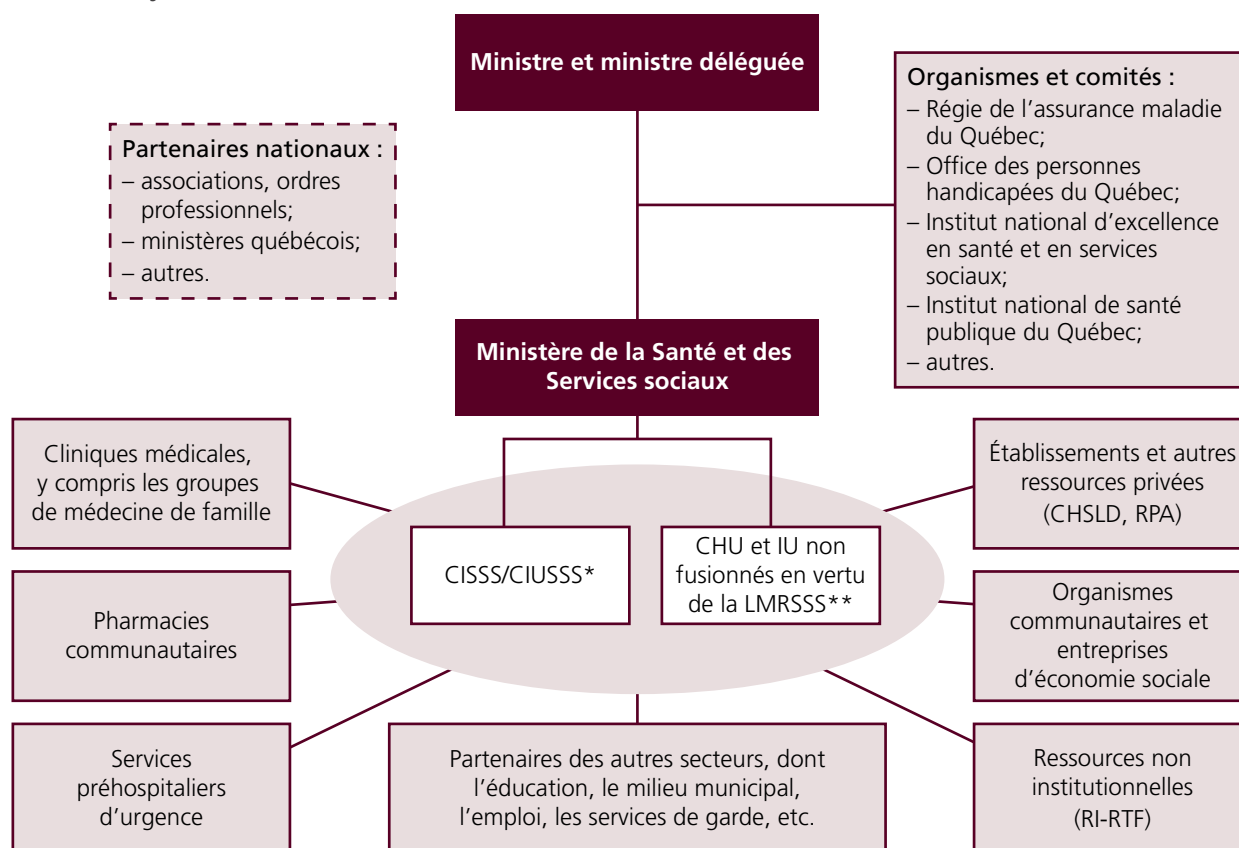 Ministre et ministre déléguée
Partenaires nationaux :
– associations, ordres
professionnels;
– ministères québécois;
– autres.
Organismes et comités :
– Régie de l'assurance maladie
du Québec;
– Office des personnes
handicapées du Québec;
– Institut national d'excellence
en santé et en services
sociaux;
– Institut national de santé
publique du Québec;
– autres.
Ministère de la Santé et des
Services sociaux
Cliniques médicales,
y compris les groupes
de médecine de famille
Établissements et autres
ressources privées
(CHSLD, RPA)
CISSS/CIUSSS*
CHU et IU non
fusionnés en vertu
de la LMRSSS**
Pharmacies
communautaires
Organismes
communautaires et
entreprises
d'économie sociale
Services
préhospitaliers
d'urgence
Partenaires des autres secteurs, dont
l'éducation, le milieu municipal,
l'emploi, les services de garde, etc.
Ressources non
institutionnelles
(RI-RTF)